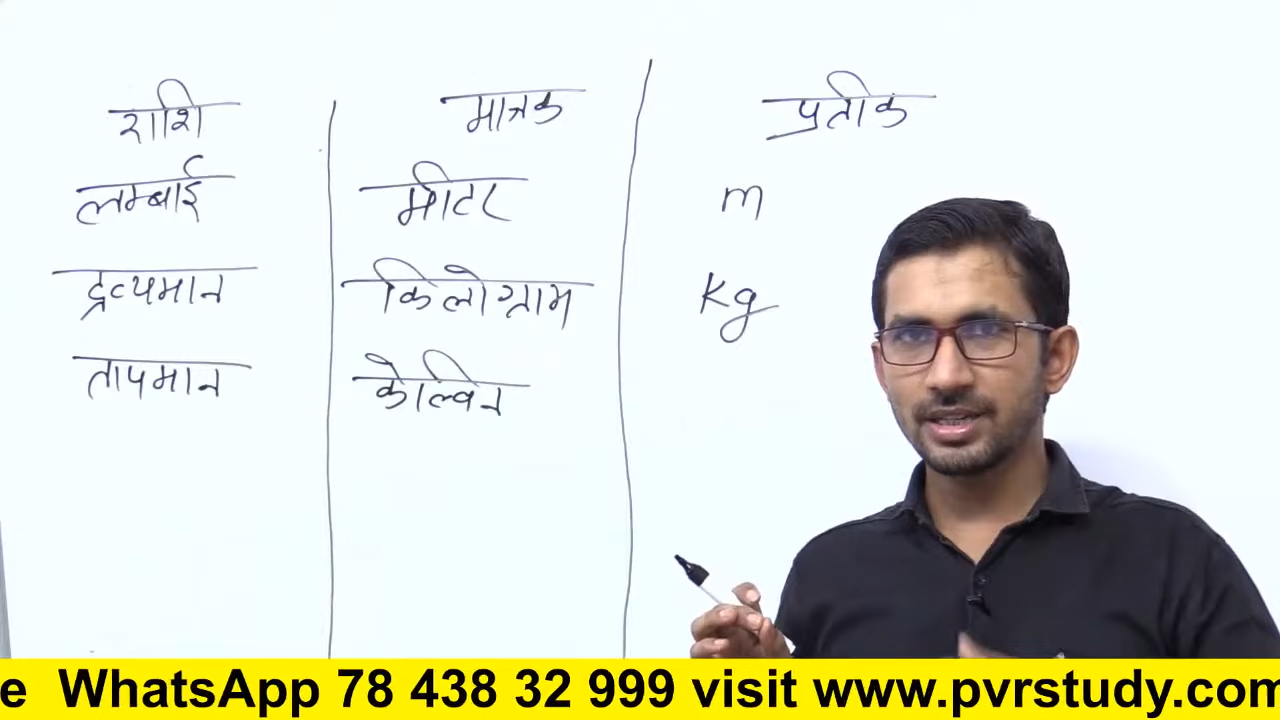 राशि मात्रक प्रतीक
लम्बाई मीटर m
द्रव्यमान किलोग्राम Kg
तापमान केल्विन
e WhatsApp 78 438 32 999 visit www.pvrstudy.com